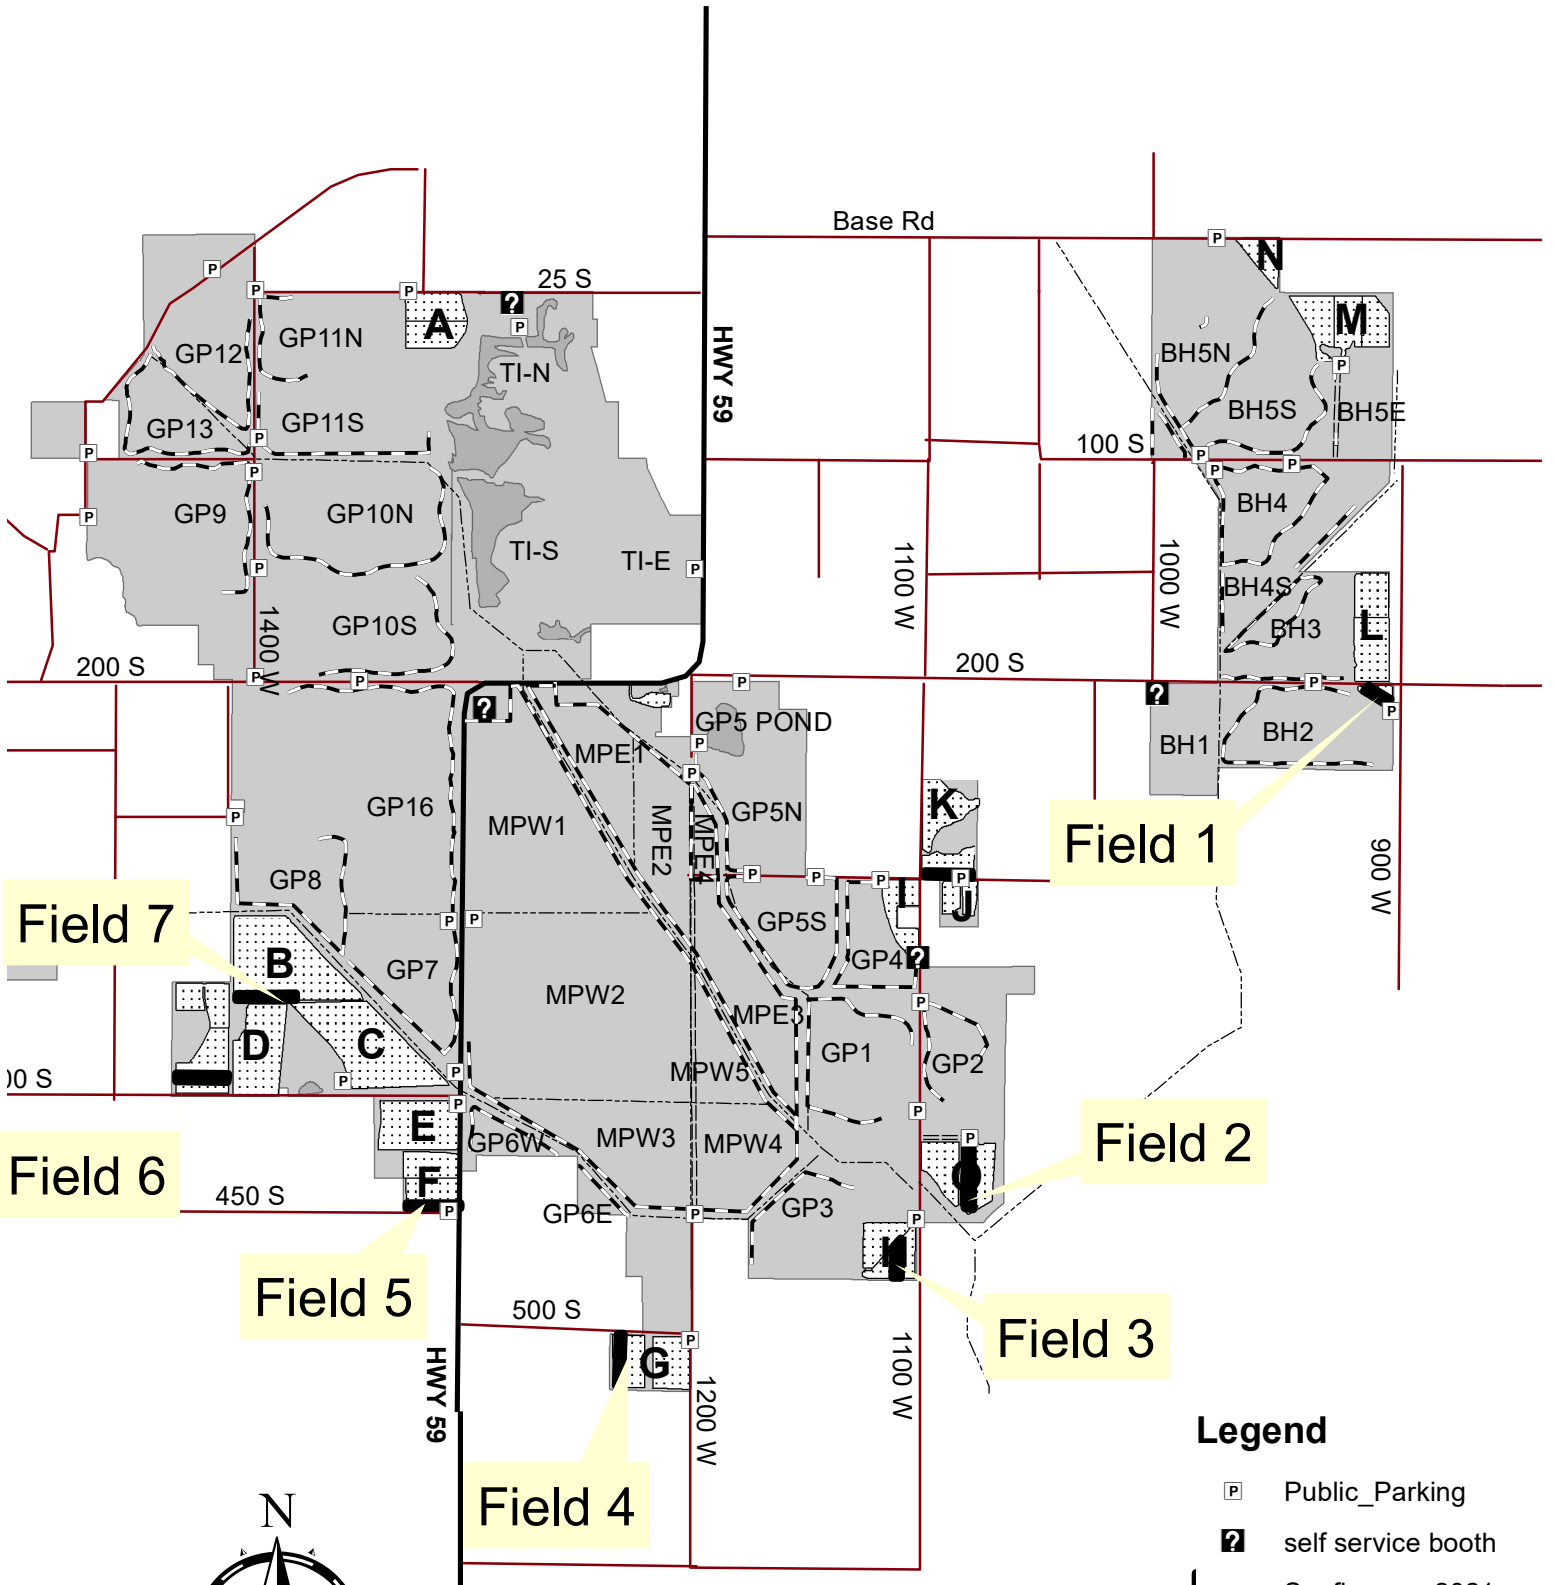 Base Rd
N
25 S
A
M
GP12
GP11N
TI-N
HWY 59
BH5N
GP13
GP11S
BH5S
BH5E
100 S
GP9
GP10N
BH4
TI-S
TI-E
1100 W
1000 W
BH4S
1400 W
GP10S
BH3
L
200 S
200 S
GP5 POND
BH1
BH2
MPE1
GP16
MPW1
MPE2
MPE4
GP5N
K
Field 1
900 W
GP8
I
J
Field 7
GP5S
B
GP7
GP4
MPW2
MPE3
D
C
GP1
GP2
MPW5
00 S
E
GP6W
MPW3
MPW4
Field 2
Field 6
F
O
450 S
GP6E
GP3
H
Field 5
500 S
Field 3
G
HWY 59
1200 W
1100 W
Legend
Field 4
P Public_Parking
? self service booth
N